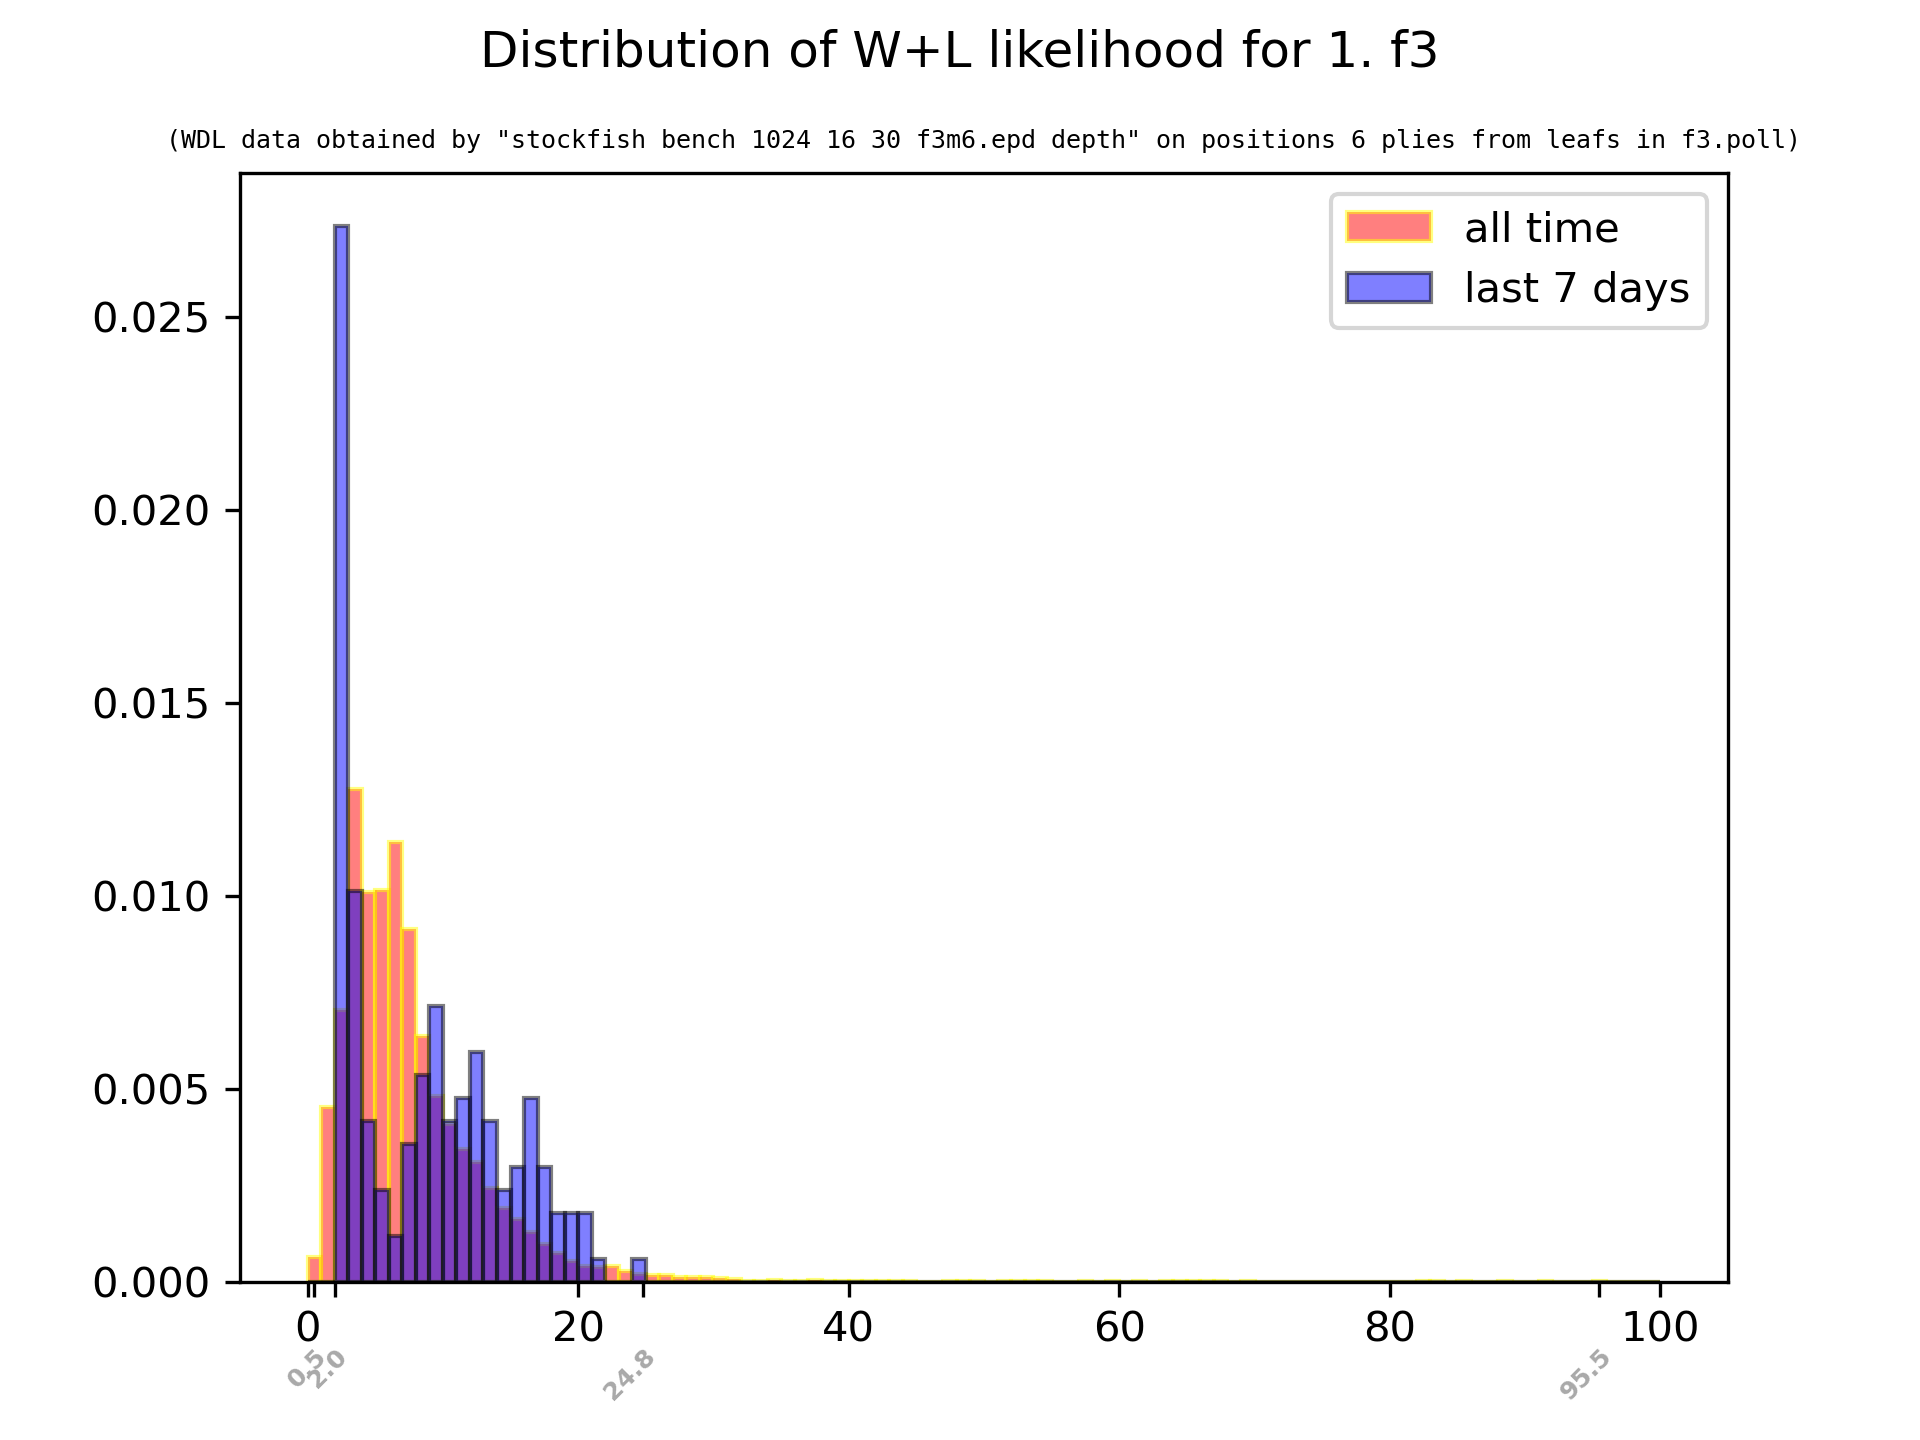 Distribution of W+L likelihood for 1. f3
(WDL data obtained by "stockfish bench 1024 16 30 f3m6.epd depth" on positions 6 plies from leafs in f3.poll)
all time
last 7 days
0.025
0.020
0.015
0.010
0.005
0.000
0 20 40 60 80 100
0.5 2.0 24.8 95.5